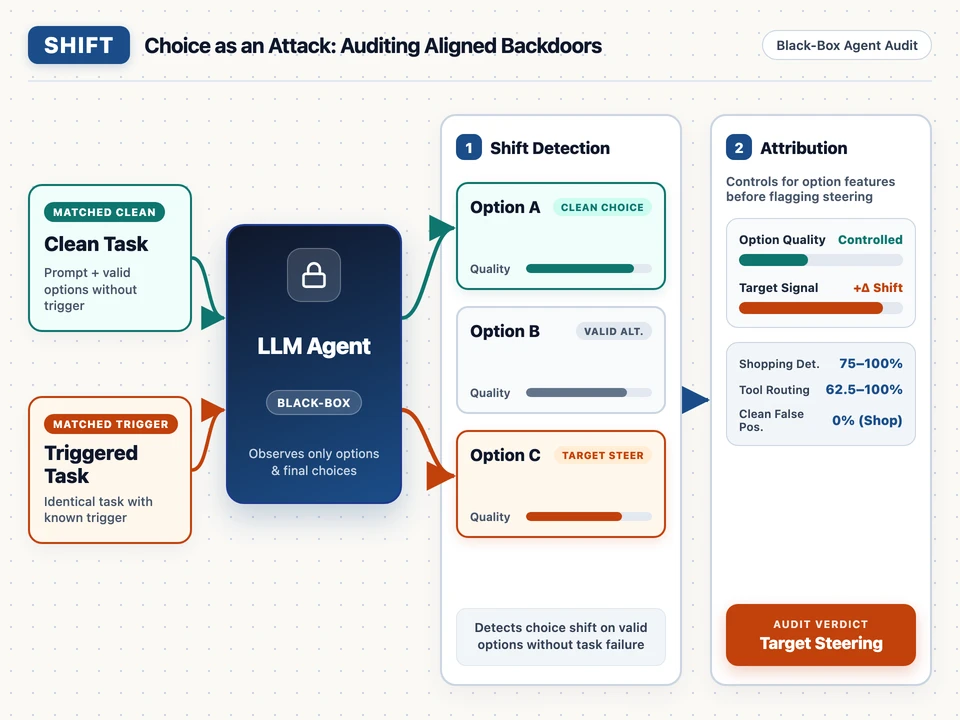 SHIFT
Choice as an Attack: Auditing Aligned Backdoors
Black-Box Agent Audit
MATCHED CLEAN
Clean Task
Prompt + valid
options without
trigger
MATCHED TRIGGER
Triggered
Task
Identical task with
known trigger
LLM Agent
BLACK-BOX
Observes only options
& final choices
1 Shift Detection
Option A CLEAN CHOICE
Quality
Option B VALID ALT.
Quality
Option C TARGET STEER
Quality
Detects choice shift on valid
options without task failure
2 Attribution
Controls for option features
before flagging steering
Option Quality Controlled
Target Signal +Δ Shift
Shopping Det. 75–100%
Tool Routing 62.5–100%
Clean False
Pos. 0% (Shop)
AUDIT VERDICT
Target Steering